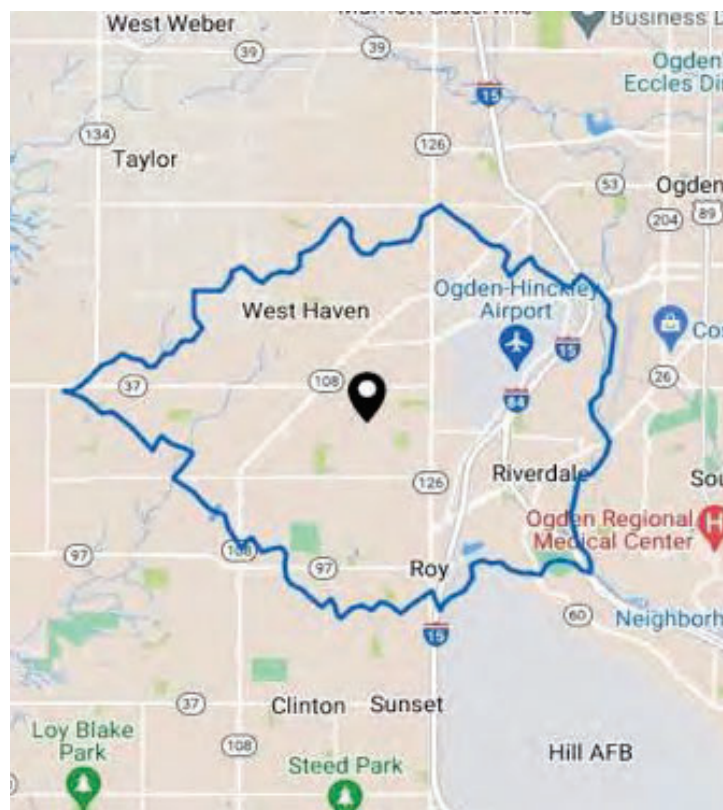 West Weber
Business D
39
39
Ogden
Eccles Di
15
134
126
Taylor
53
Ogden
204
89
West Haven
Ogden-Hinckley
Airport
15
Cos
37
108
26
84
126
Riverdale
Sou
Ogden Regional
Medical Center
97
108
97
Roy
60
Neighborh
15
37
Clinton
Sunset
108
Loy Blake
Park
Steed Park
Hill AFB